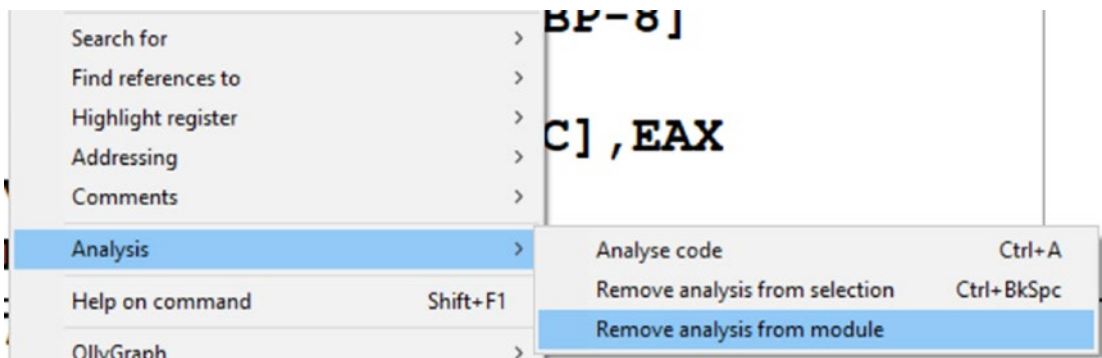 BP-8]
Search for
Find references to
Highlight register
C],EAX
Addressing
Comments
Analysis
Analyse code Ctrl+A
Remove analysis from selection Ctrl+BkSpc
Help on command Shift+F1
Remove analysis from module
OllyGraph